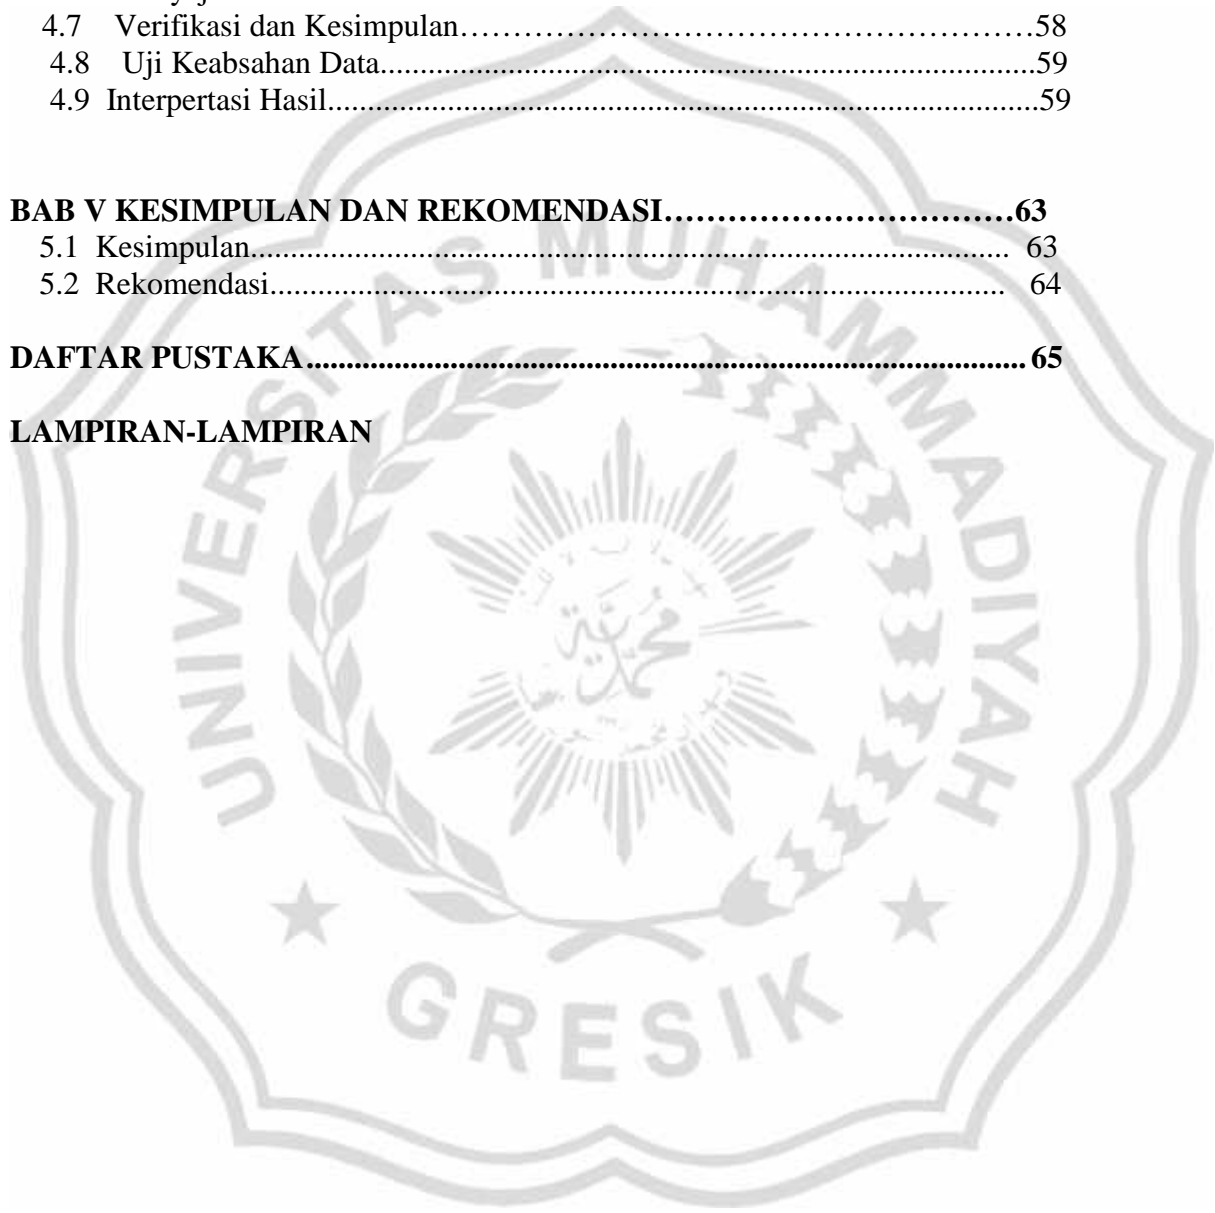 4.7 Verifikasi dan Kesimpulan……………………………………………………58
4.8 Uji Keabsahan Data..................................................................................59
4.9 Interpertasi Hasil.........................................................................................59
BAB V KESIMPULAN DAN REKOMENDASI……………………………63
5.1 Kesimpulan............................................................................................... 63
5.2 Rekomendasi............................................................................................ 64
DAFTAR PUSTAKA........................................................................................ 65
LAMPIRAN-LAMPIRAN
UNIVERSITAS MUHAMMADIYAH
GRESIK